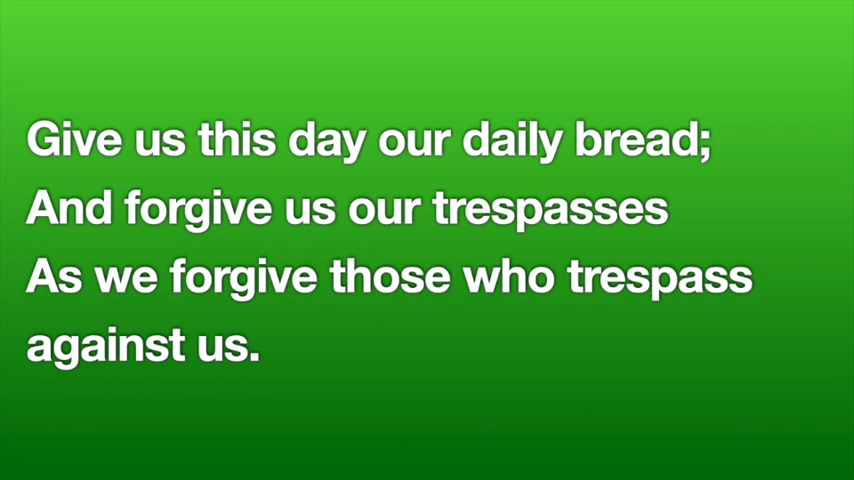 Give us this day our daily bread;
And forgive us our trespasses
As we forgive those who trespass
against us.